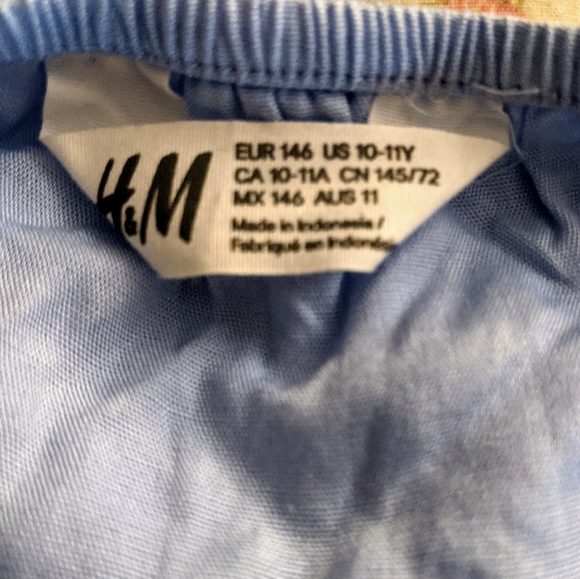 H&M
EUR 146 US 10-11Y
CA 10-11A CN 145/72
MX 146 AUS 11
Made in Indonesia /
Fabriqué en